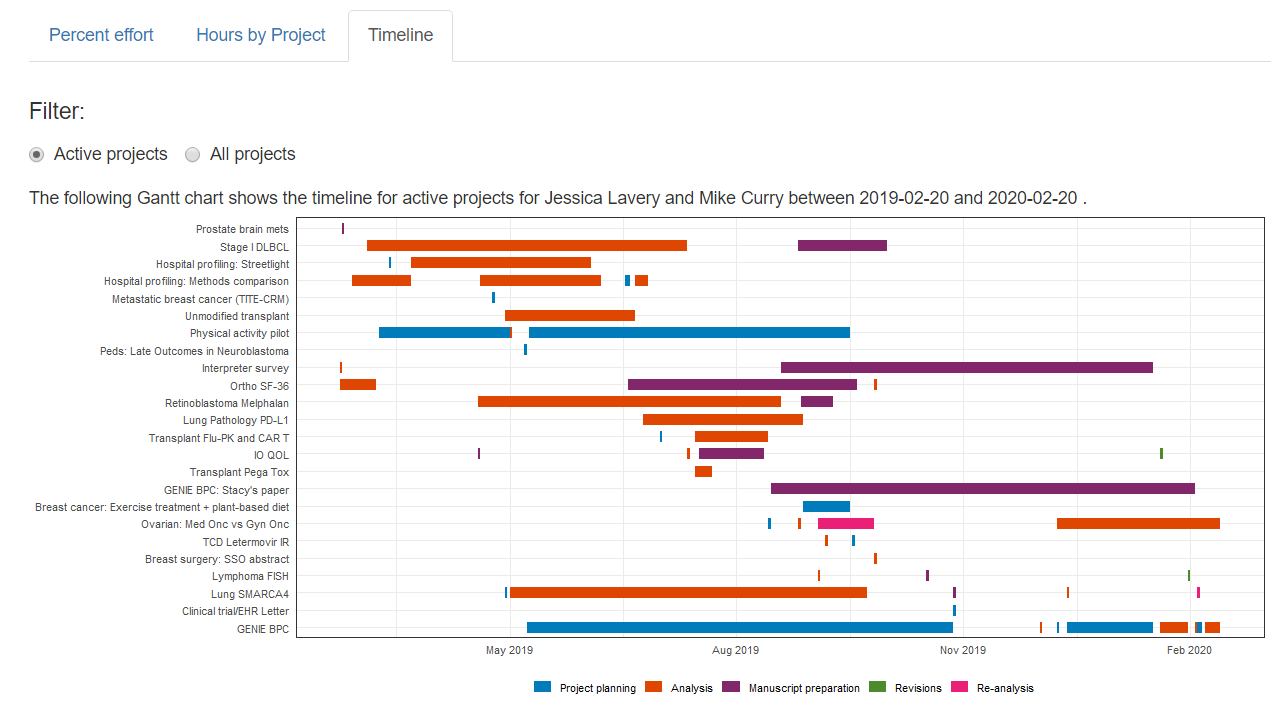 Percent effort Hours by Project Timeline
Filter:
Active projects All projects
The following Gantt chart shows the timeline for active projects for Jessica Lavery and Mike Curry between 2019-02-20 and 2020-02-20 .
Prostate brain mets
Stage I DLBCL
Hospital profiling: Streetlight
Hospital profiling: Methods comparison
Metastatic breast cancer (TITE-CRM)
Unmodified transplant
Physical activity pilot
Peds: Late Outcomes in Neuroblastoma
Interpreter survey
Ortho SF-36
Retinoblastoma Melphalan
Lung Pathology PD-L1
Transplant Flu-PK and CAR T
IO QOL
Transplant Pega Tox
GENIE BPC: Stacy's paper
Breast cancer: Exercise treatment + plant-based diet
Ovarian: Med Onc vs Gyn Onc
TCD Letermovir IR
Breast surgery: SSO abstract
Lymphoma FISH
Lung SMARCA4
Clinical trial/EHR Letter
GENIE BPC
May 2019 Aug 2019 Nov 2019 Feb 2020
Project planning Analysis Manuscript preparation Revisions Re-analysis